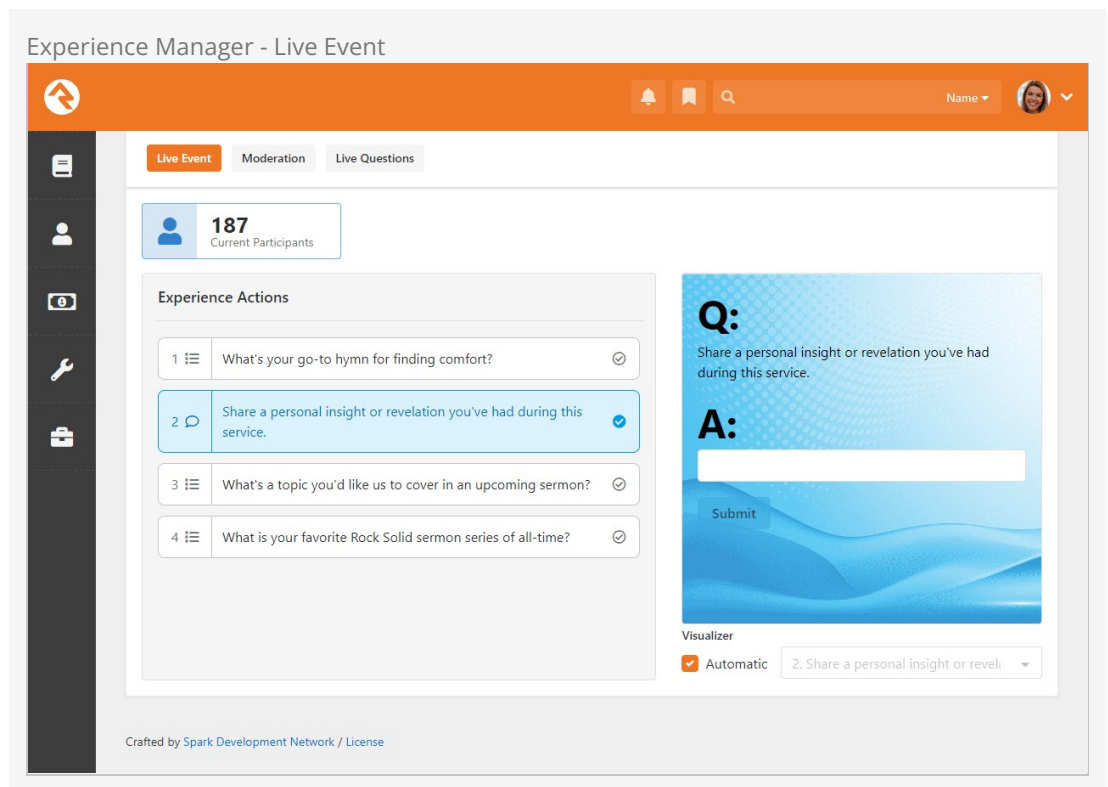 Experience Manager - Live Event
Name
Live Event
Moderation
Live Questions
187
Current Participants
Experience Actions
1
What's your go-to hymn for finding comfort?
2
Share a personal insight or revelation you've had during this
service.
3
What's a topic you'd like us to cover in an upcoming sermon?
4
What is your favorite Rock Solid sermon series of all-time?
Q:
Share a personal insight or revelation you've had
during this service.
A:
Submit
Visualizer
Automatic
2. Share a personal insight or revela
Crafted by Spark Development Network / License